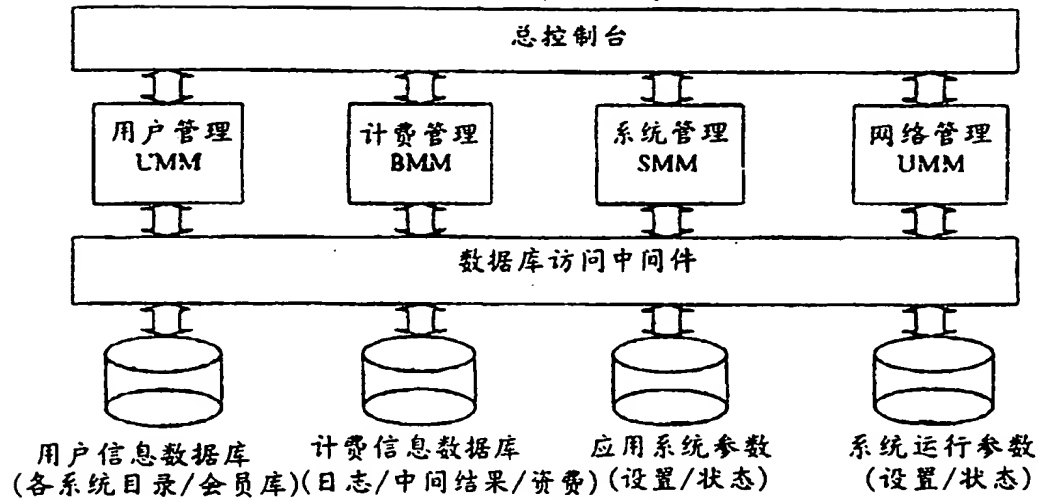 总控制台
用户管理
UMM
计费管理
BMM
系统管理
SMM
网络管理
UMM
数据库访问中间件
用户信息数据库
(各系统目录/会员库)
计费信息数据库
(日志/中间结果/资费)
应用系统参数
(设置/状态)
系统运行参数
(设置/状态)